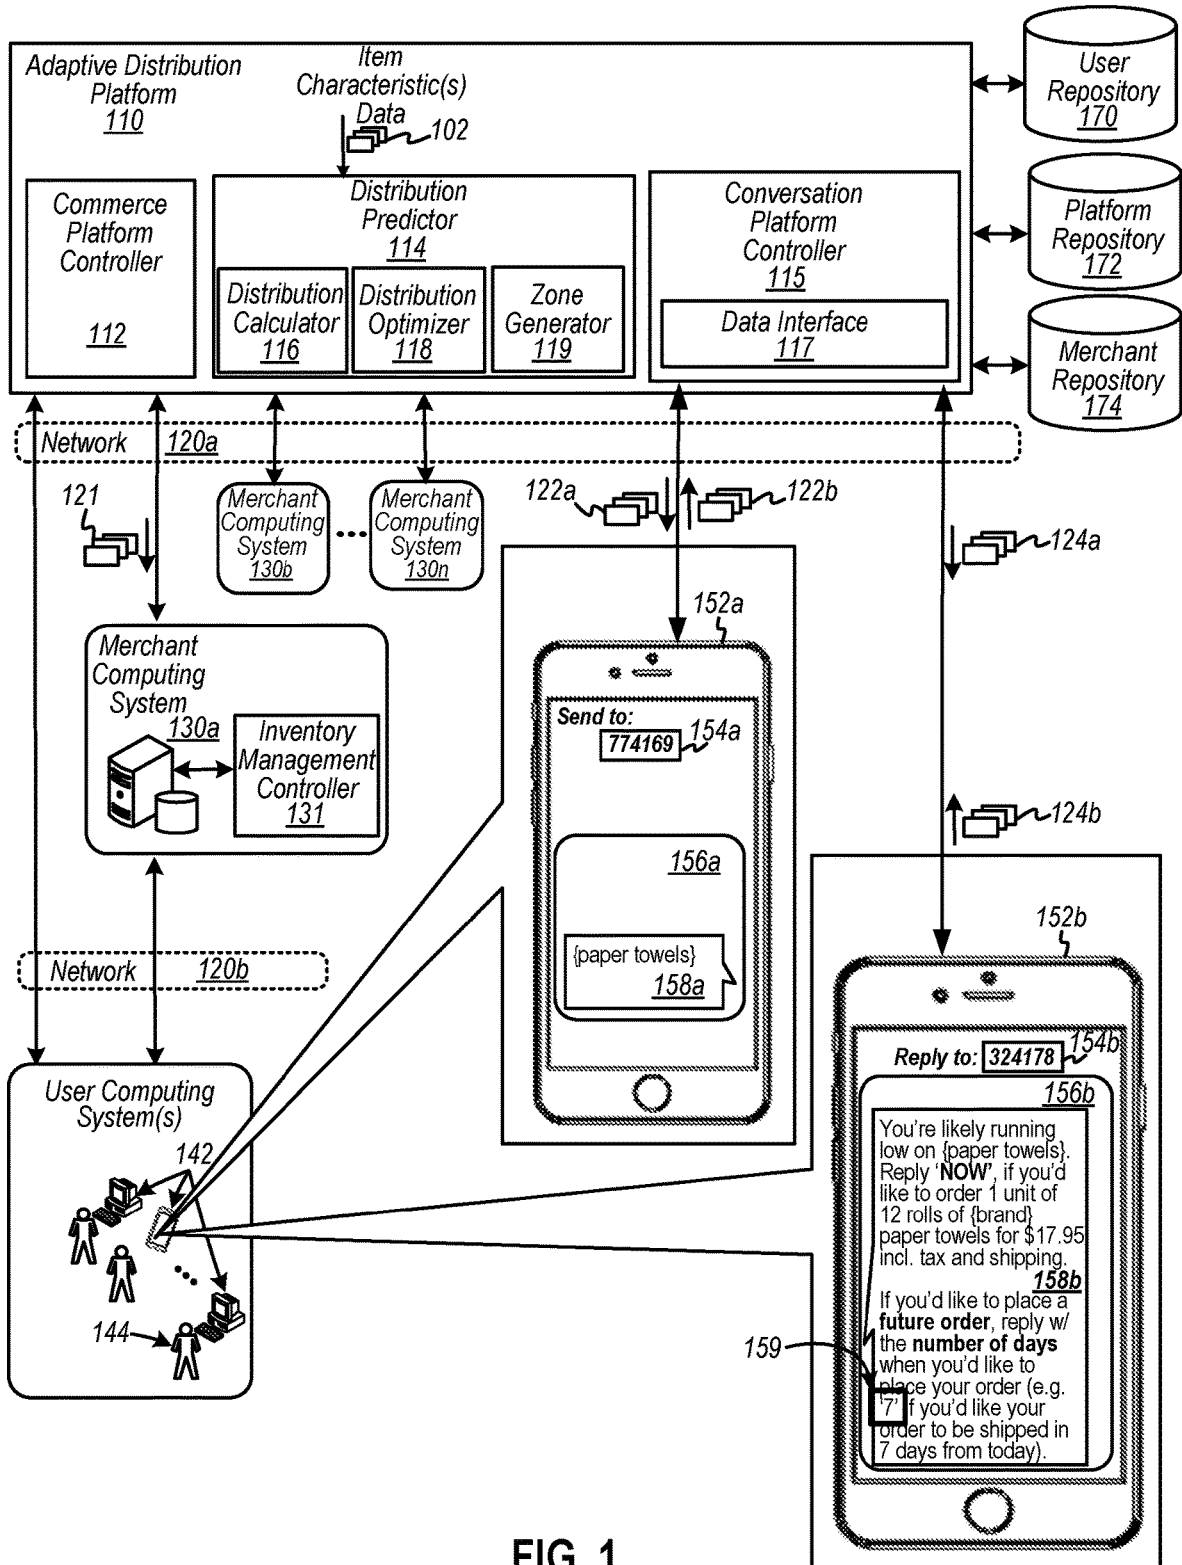 Adaptive Distribution
Platform
110
Item
Characteristic(s)
Data
102
Commerce
Platform
Controller
112
Distribution
Predictor
114
Distribution
Calculator
116
Distribution
Optimizer
118
Zone
Generator
119
Conversation
Platform
Controller
115
Data Interface
117
User
Repository
170
Platform
Repository
172
Merchant
Repository
174
Network 120a
121
Merchant
Computing
System
130b
Merchant
Computing
System
130n
122a
122b
124a
Merchant
Computing
System
130a
Inventory
Management
Controller
131
152a
Send to:
774169
154a
156a
{paper towels}
158a
124b
Network 120b
152b
Reply to: 324178
154b
156b
You're likely running
low on {paper towels}.
Reply 'NOW', if you'd
like to order 1 unit of
12 rolls of {brand}
paper towels for $17.95
incl. tax and shipping.
158b
If you'd like to place a
future order, reply w/
the number of days
when you'd like to
place your order (e.g.
'7' if you'd like your
order to be shipped in
7 days from today).
159
User Computing
System(s)
142
144
FIG. 1